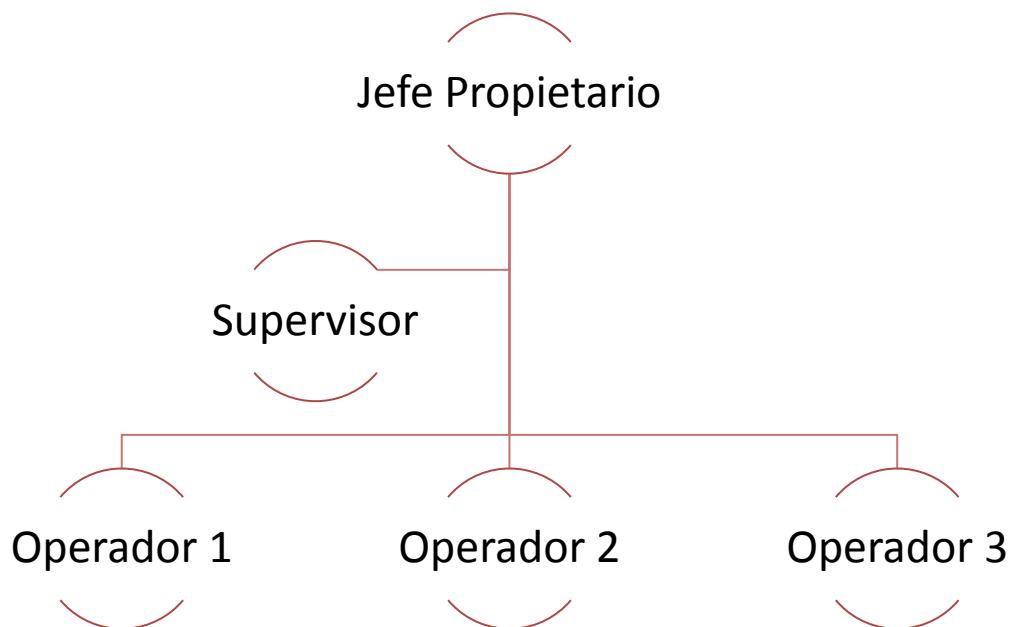 Jefe Propietario
Supervisor
Operador 1
Operador 2
Operador 3